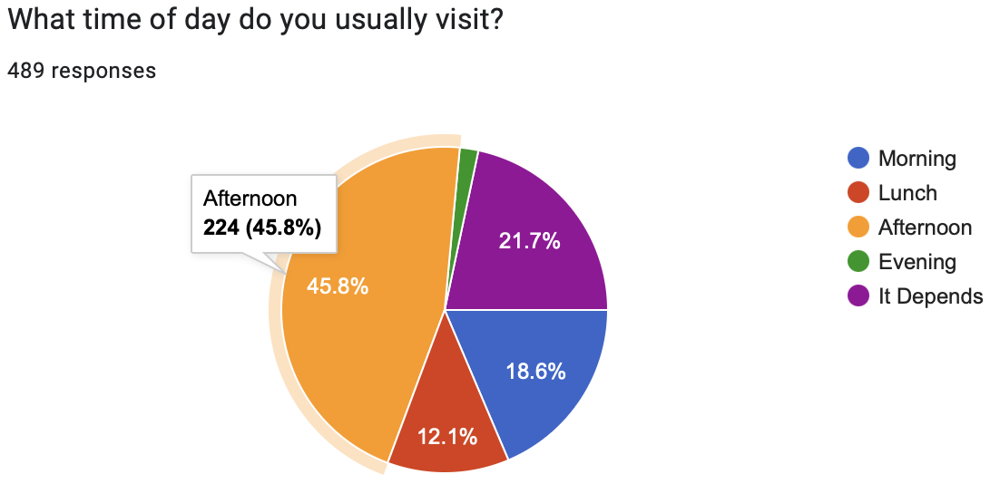 What time of day do you usually visit?
489 responses
Afternoon
224 (45.8%)
45.8%
21.7%
18.6%
12.1%
Morning
Lunch
Afternoon
Evening
It Depends